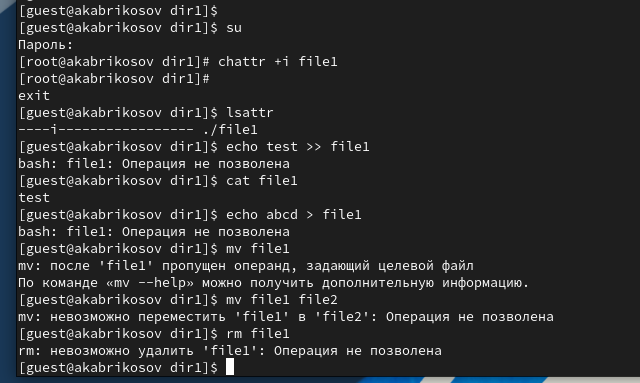 [guest@akabrikosov dir1]$
[guest@akabrikosov dir1]$ su
Пароль:
[root@akabrikosov dir1]# chattr +i file1
[root@akabrikosov dir1]#
exit
[guest@akabrikosov dir1]$ lsattr
----i----------------- ./file1
[guest@akabrikosov dir1]$ echo test >> file1
bash: file1: Операция не позволена
[guest@akabrikosov dir1]$ cat file1
test
[guest@akabrikosov dir1]$ echo abcd > file1
bash: file1: Операция не позволена
[guest@akabrikosov dir1]$ mv file1
mv: после 'file1' пропущен операнд, задающий целевой файл
По команде «mv --help» можно получить дополнительную информацию.
[guest@akabrikosov dir1]$ mv file1 file2
mv: невозможно переместить 'file1' в 'file2': Операция не позволена
[guest@akabrikosov dir1]$ rm file1
rm: невозможно удалить 'file1': Операция не позволена
[guest@akabrikosov dir1]$